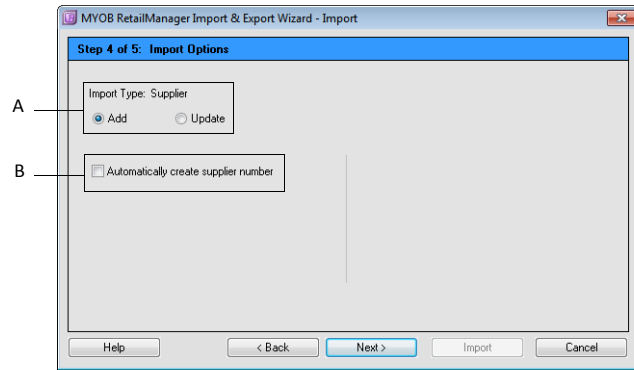 MYOB RetailManager Import & Export Wizard - Import
Step 4 of 5: Import Options
A
Import Type: Supplier
Add Update
B
Automatically create supplier number
Help < Back Next > Import Cancel